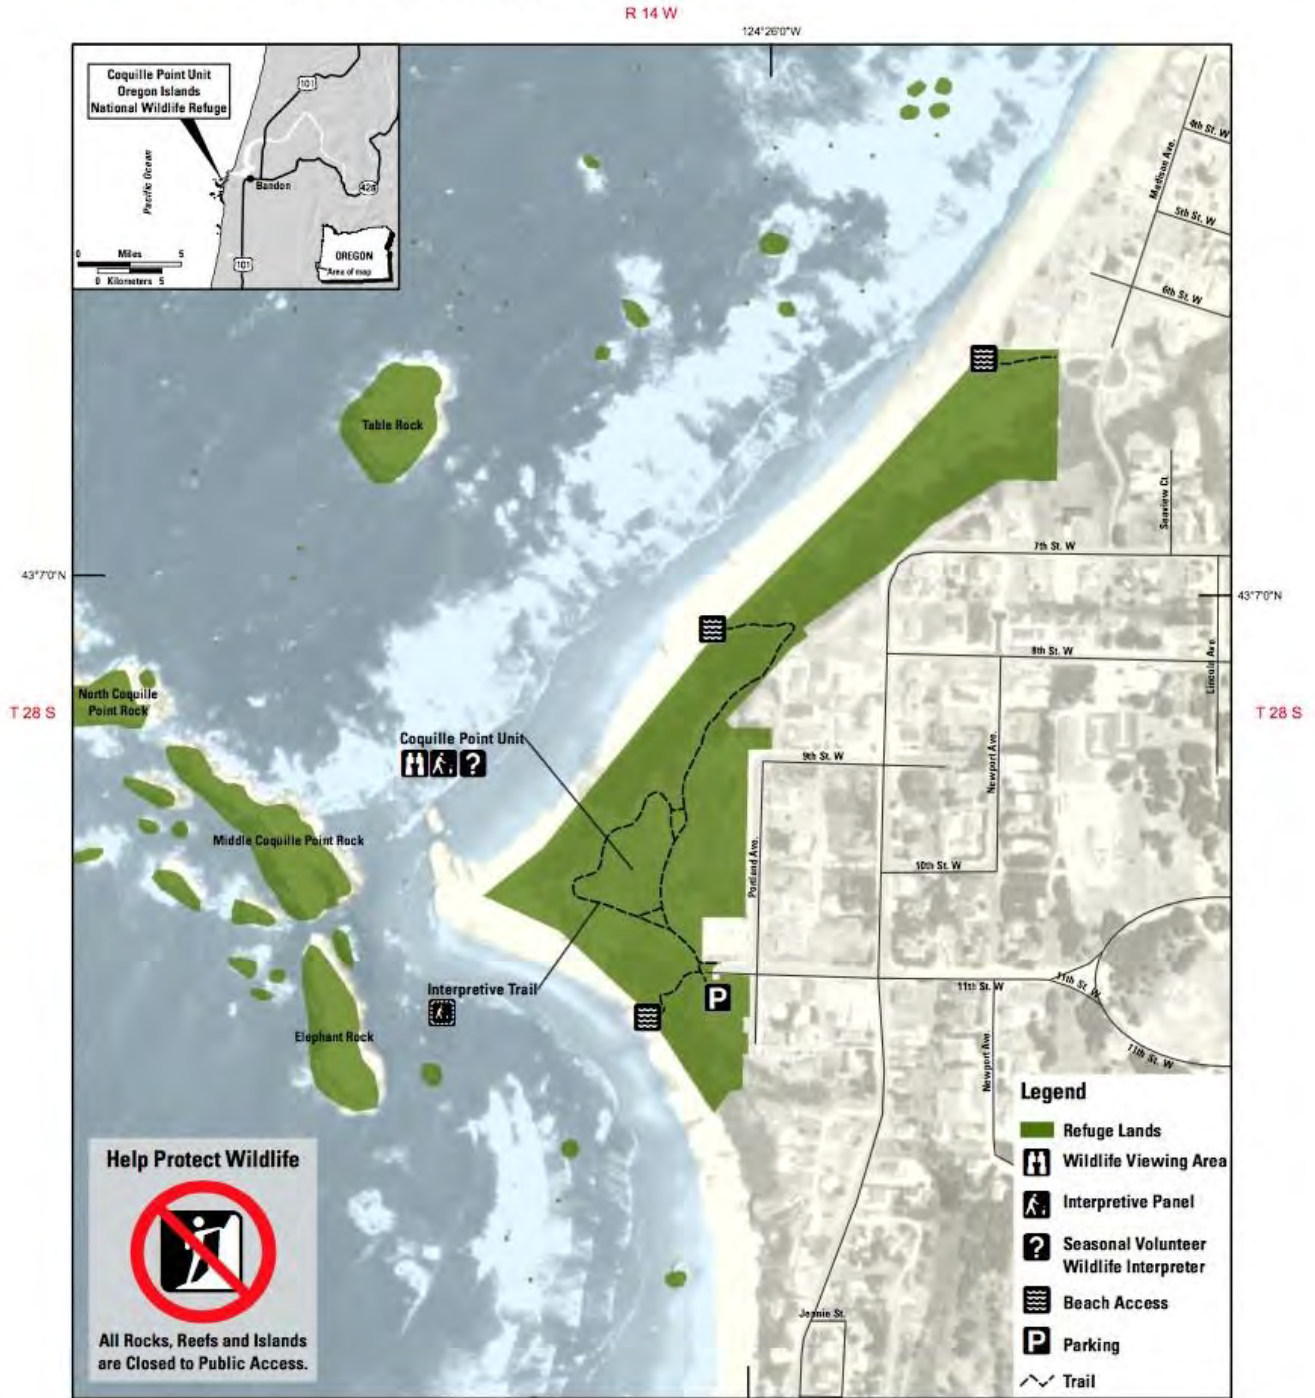 R 14 W
124°26'0"W
Coquille Point Unit
Oregon Islands
National Wildlife Refuge
101
Pacific Ocean
Bandon
42S
0 Miles 5
0 Kilometers 5
101
OREGON
Area of map
4th St. W
Madison Ave.
5th St. W
6th St. W
Table Rock
Seaview Ct.
7th St. W
43°7'0"N
43°7'0"N
8th St. W
Lincoln Ave.
North Coquille
Point Rock
T 28 S
T 28 S
Coquille Point Unit
?
9th St. W
Newport Ave.
Middle Coquille Point Rock
Portland Ave.
10th St. W
Interpretive Trail
P
11th St. W
11th St. W
11th St. W
Elephant Rock
Newport Ave.
Legend
Refuge Lands
Wildlife Viewing Area
Interpretive Panel
? Seasonal Volunteer
Wildlife Interpreter
Beach Access
P Parking
Trail
Jennie St.
Help Protect Wildlife
All Rocks, Reefs and Islands
are Closed to Public Access.